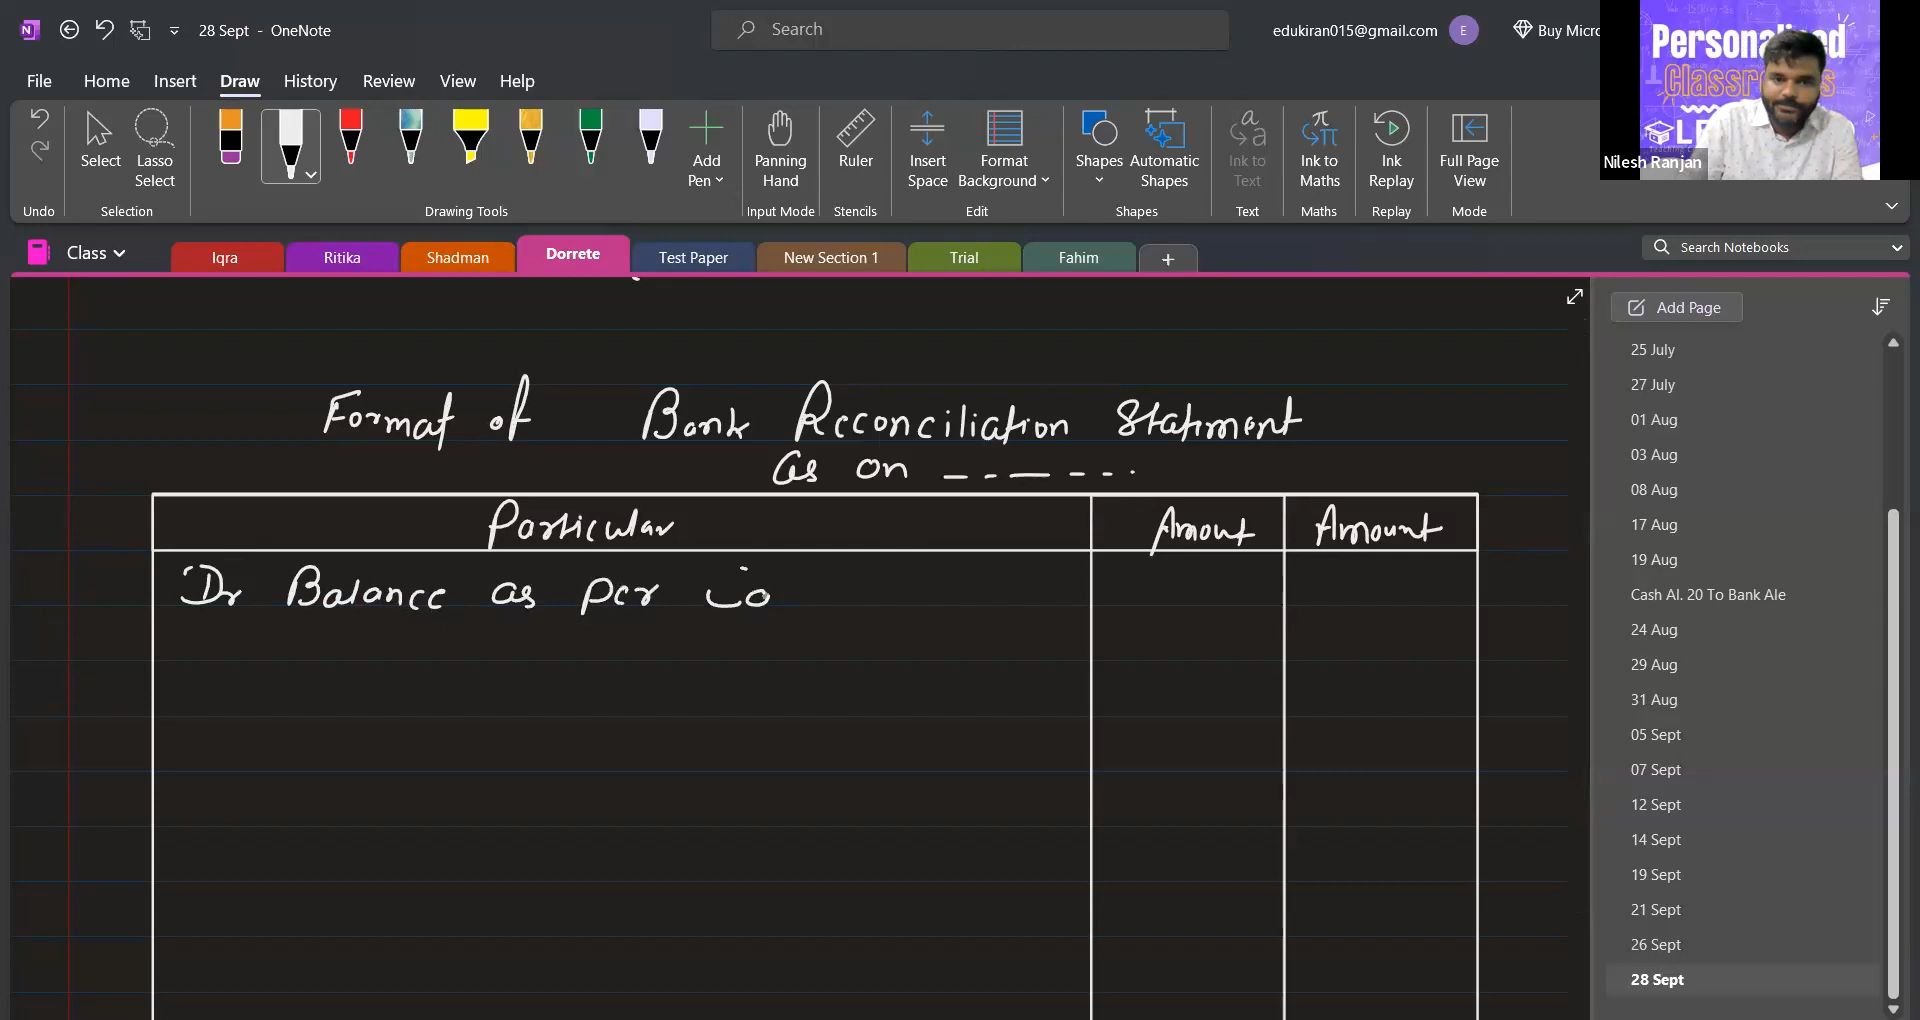 28 Sept - OneNote
Search
edukiran015@gmail.com
E
Buy Micro
File Home Insert Draw History Review View Help
Select
Lasso Select
Add Pen
Panning Hand
Ruler
Insert Space
Format Background
Shapes
Automatic Shapes
Ink to Text
Ink to Maths
Ink Replay
Full Page View
Undo
Selection
Drawing Tools
Input Mode
Stencils
Edit
Shapes
Text
Maths
Replay
Mode
Personalised
Classrooms
Nilesh Ranjan
Class
Iqra Ritika Shadman Dorrete Test Paper New Section 1 Trial Fahim +
Search Notebooks
Format of Bank Reconciliation Statment
as on
Particular Amout Amount
Dr Balance as per
Add Page
25 July
27 July
01 Aug
03 Aug
08 Aug
17 Aug
19 Aug
Cash Al. 20 To Bank Ale
24 Aug
29 Aug
31 Aug
05 Sept
07 Sept
12 Sept
14 Sept
19 Sept
21 Sept
26 Sept
28 Sept